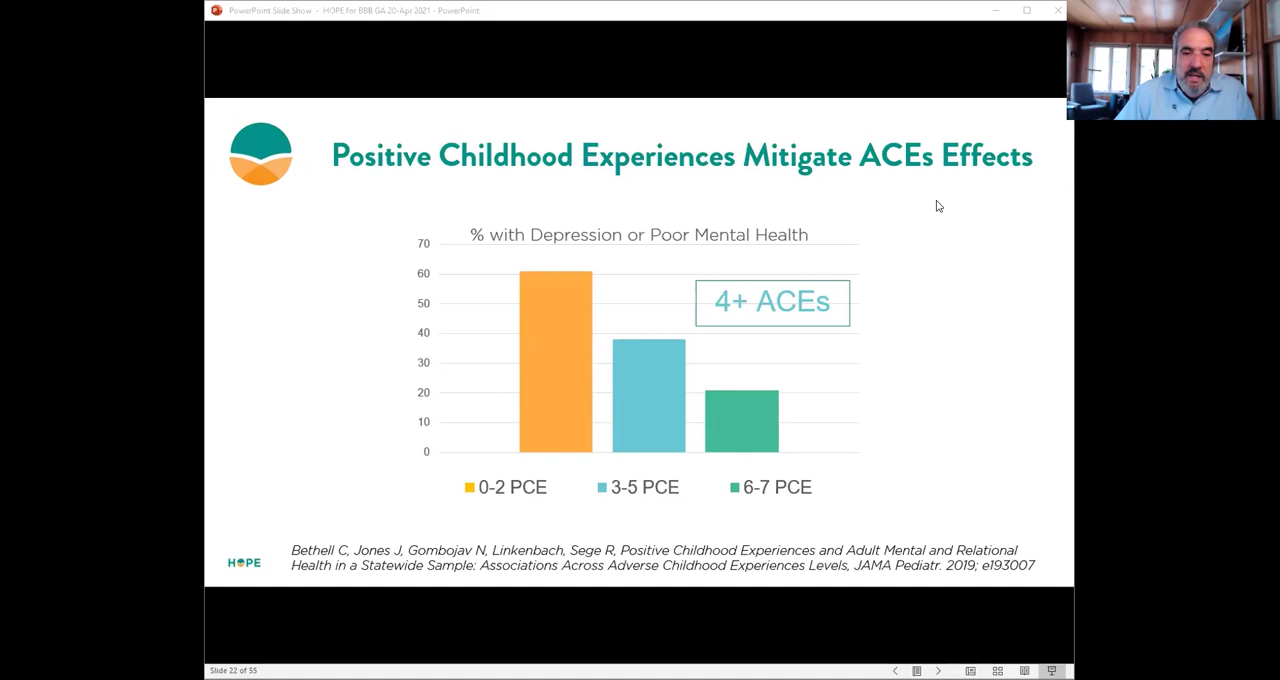 PowerPoint Slide Show - HOPE for BBB GA 20-Apr 2021 - PowerPoint
Positive Childhood Experiences Mitigate ACEs Effects
% with Depression or Poor Mental Health
70
60
50
40
30
20
10
0
4+ ACEs
0-2 PCE
3-5 PCE
6-7 PCE
Bethell C, Jones J, Gombojav N, Linkenbach, Sege R, Positive Childhood Experiences and Adult Mental and Relational
Health in a Statewide Sample: Associations Across Adverse Childhood Experiences Levels, JAMA Pediatr. 2019; e193007
HOPE
Slide 22 of 55